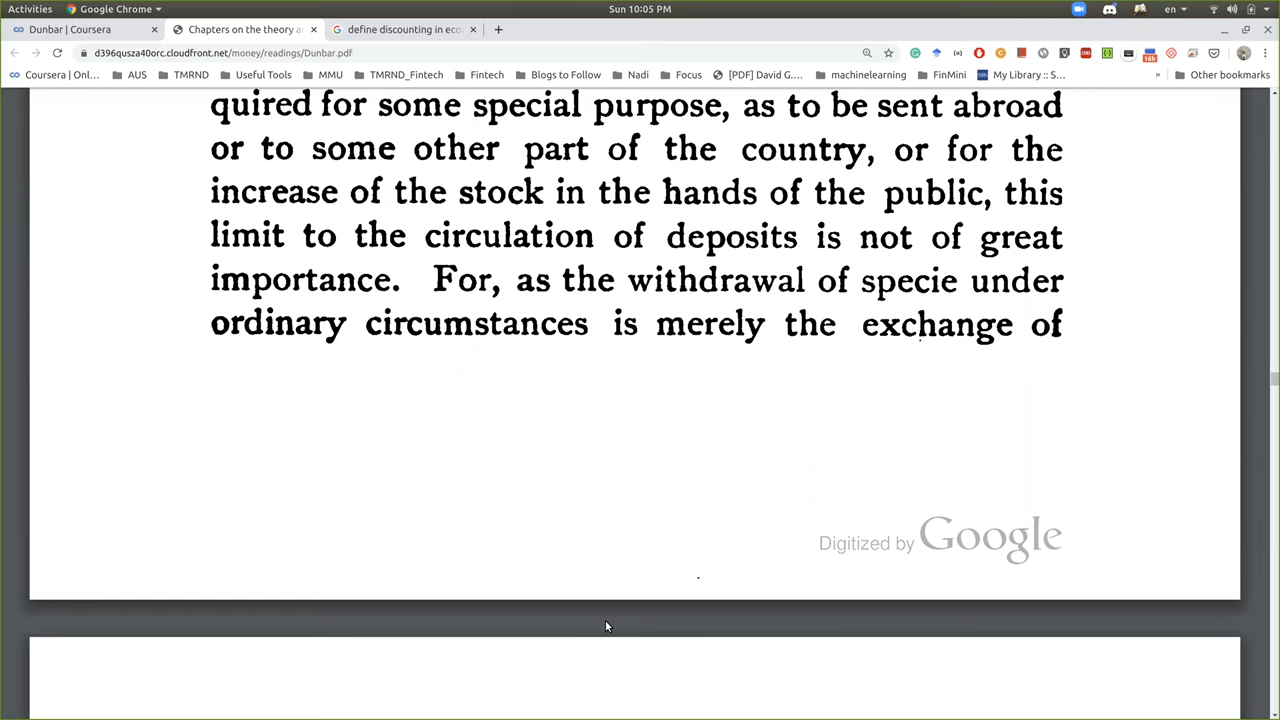 Activities
Google Chrome
Sun 10:05 PM
en
Dunbar | Coursera
Chapters on the theory a
define discounting in eco
d396qusza40orc.cloudfront.net/money/readings/Dunbar.pdf
Coursera | Onl…
AUS
TMRND
Useful Tools
MMU
TMRND_Fintech
Fintech
Blogs to Follow
Nadi
Focus
[PDF] David G.…
machinelearning
FinMini
My Library :: S…
»
Other bookmarks
quired for some special purpose, as to be sent abroad
or to some other part of the country, or for the
increase of the stock in the hands of the public, this
limit to the circulation of deposits is not of great
importance. For, as the withdrawal of specie under
ordinary circumstances is merely the exchange of
Digitized by Google